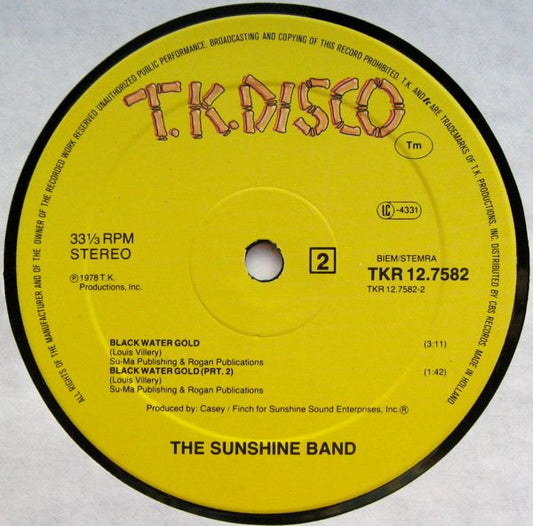 ALL RIGHTS OF THE MANUFACTURER AND OF THE OWNER OF THE RECORDED WORK RESERVED UNAUTHORIZED PUBLIC PERFORMANCE. BROADCASTING AND COPYING OF THIS RECORD PROHIBITED. T.K. AND ARE TRADEMARKS OF T.K. PRODUCTIONS, INC. DISTRIBUTED BY CBS RECORDS. MADE IN HOLLAND.
T.K. DISCO
Tm
LC -4331
33 1/3 RPM
STEREO
℗ 1978 T.K.
Productions, Inc.
2
BIEM/STEMRA
TKR 12.7582
TKR 12.7582-2
BLACK WATER GOLD (3:11)
(Louis Villery)
Su-Ma Publishing & Rogan Publications
BLACK WATER GOLD (PRT. 2) (1:42)
(Louis Villery)
Su-Ma Publishing & Rogan Publications
Produced by: Casey / Finch for Sunshine Sound Enterprises, Inc.®
THE SUNSHINE BAND